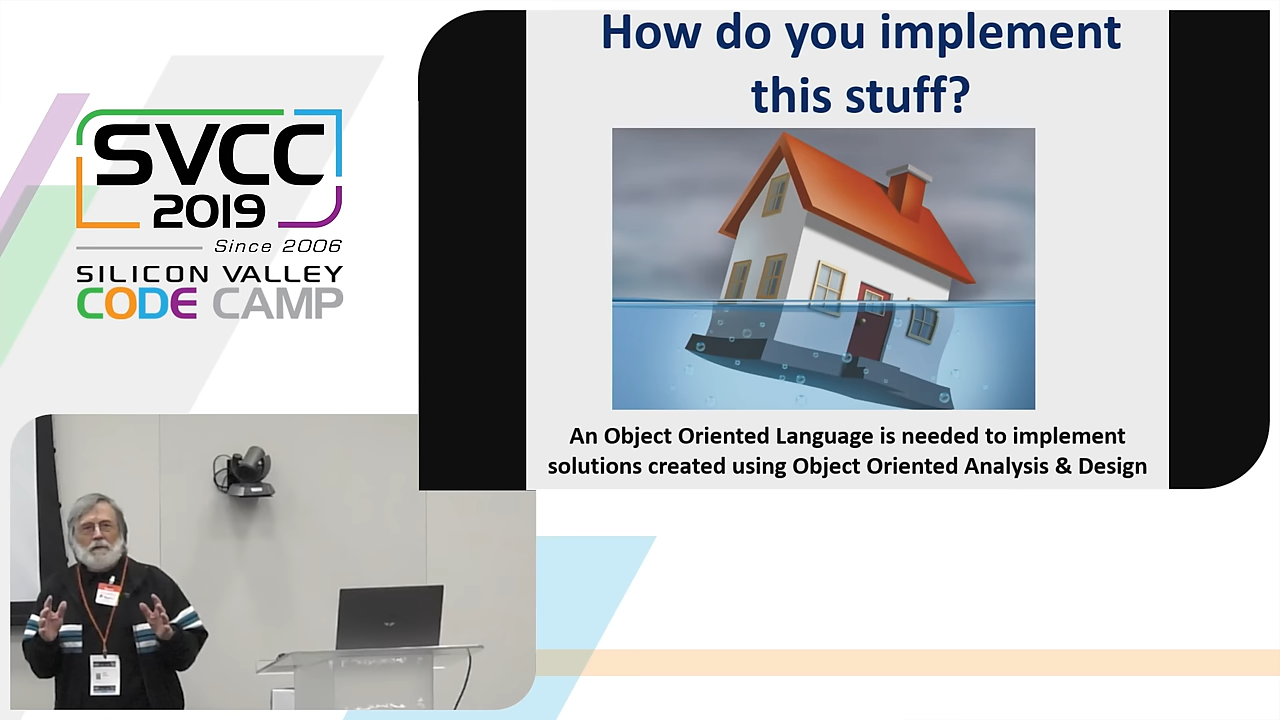 SVCC
2019
Since 2006
SILICON VALLEY
CODE CAMP
How do you implement
this stuff?
An Object Oriented Language is needed to implement
solutions created using Object Oriented Analysis & Design